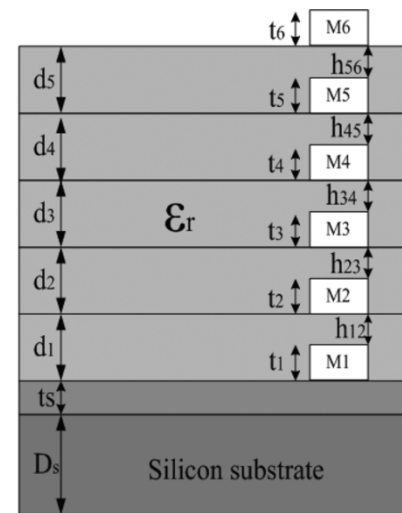 t6 M6
d5 h56
t5 M5
h45
d4 t4 M4
h34
d3 εr t3 M3
h23
d2 t2 M2
h12
d1 t1 M1
ts
Ds Silicon substrate